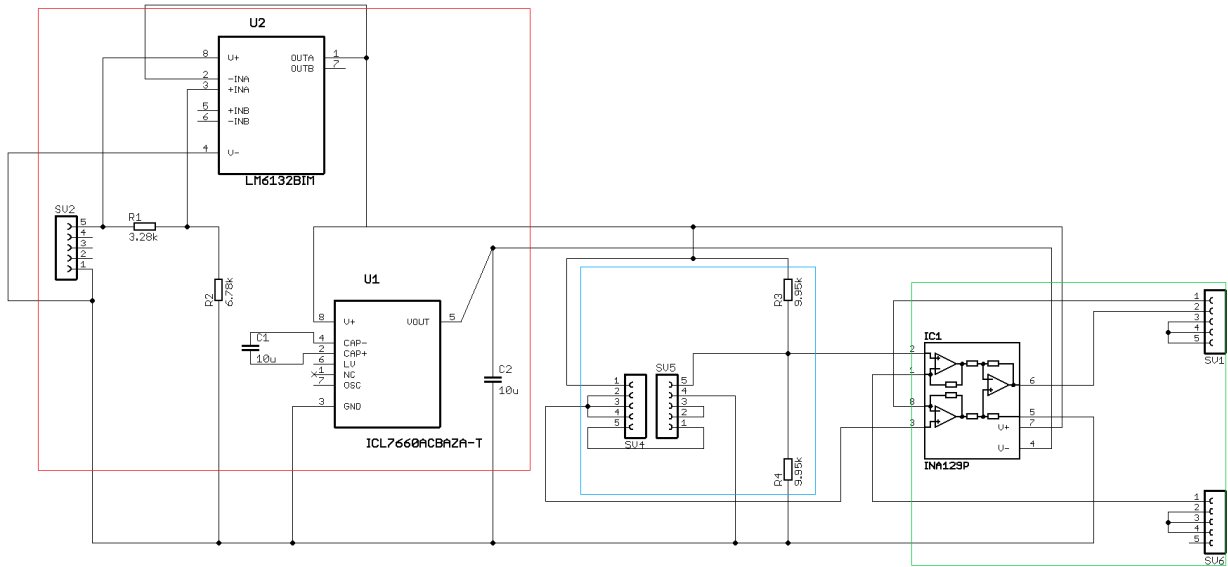 U2
8 V+ OUTA 1
OUTB 7
2 -INA
3 +INA
5 +INB
6 -INB
4 V-
LM6132BIM
SV2
5
4
3
2
1
R1
3.28k
R2
6.78k
U1
8 V+ VOUT 5
4 CAP-
2 CAP+
6 LV
1 NC
7 OSC
3 GND
ICL7660ACBAZA-T
C1
10u
C2
10u
R3
9.95k
R4
9.95k
SV5
1
2
3
4
5
5
4
3
2
1
SV4
IC1
2
1
8
3
6
5
V+ 7
V- 4
INA129P
1
2
3
4
5
SV1
1
2
3
4
5
SV6